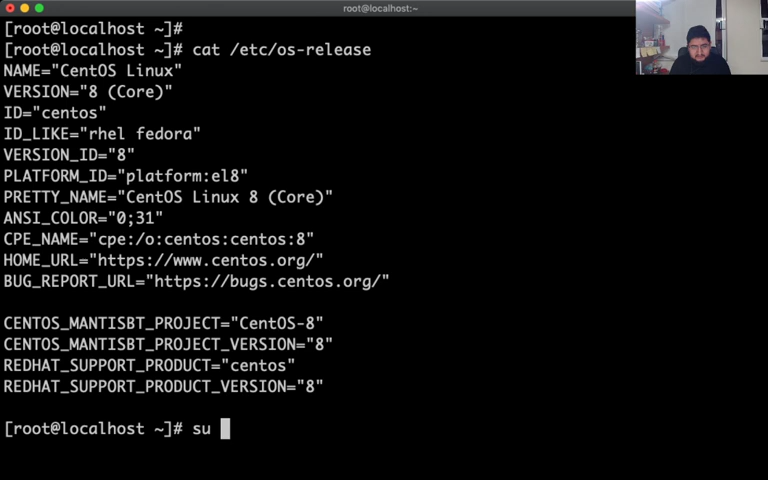 root@localhost:~
[root@localhost ~]#
[root@localhost ~]# cat /etc/os-release
NAME="CentOS Linux"
VERSION="8 (Core)"
ID="centos"
ID_LIKE="rhel fedora"
VERSION_ID="8"
PLATFORM_ID="platform:el8"
PRETTY_NAME="CentOS Linux 8 (Core)"
ANSI_COLOR="0;31"
CPE_NAME="cpe:/o:centos:centos:8"
HOME_URL="https://www.centos.org/"
BUG_REPORT_URL="https://bugs.centos.org/"
CENTOS_MANTISBT_PROJECT="CentOS-8"
CENTOS_MANTISBT_PROJECT_VERSION="8"
REDHAT_SUPPORT_PRODUCT="centos"
REDHAT_SUPPORT_PRODUCT_VERSION="8"
[root@localhost ~]# su